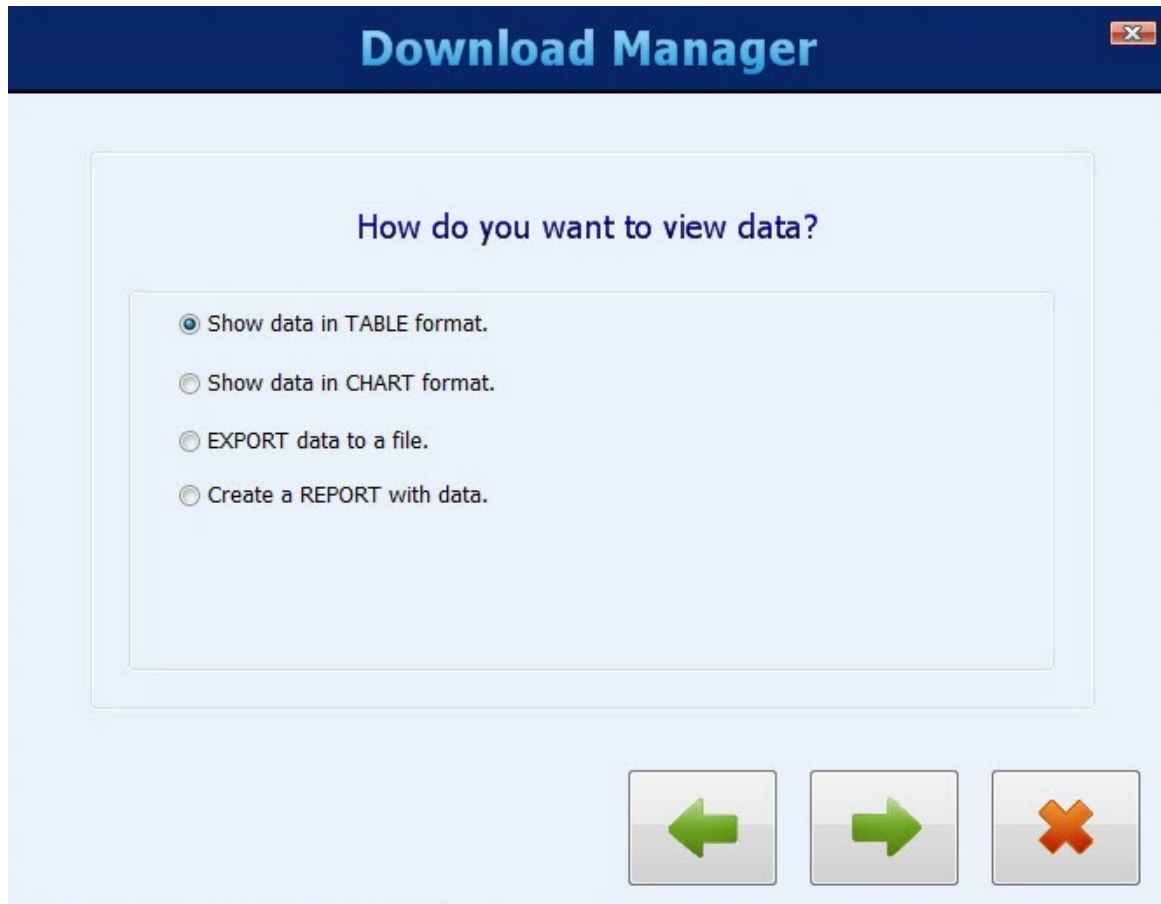 Download Manager
How do you want to view data?
Show data in TABLE format.
Show data in CHART format.
EXPORT data to a file.
Create a REPORT with data.